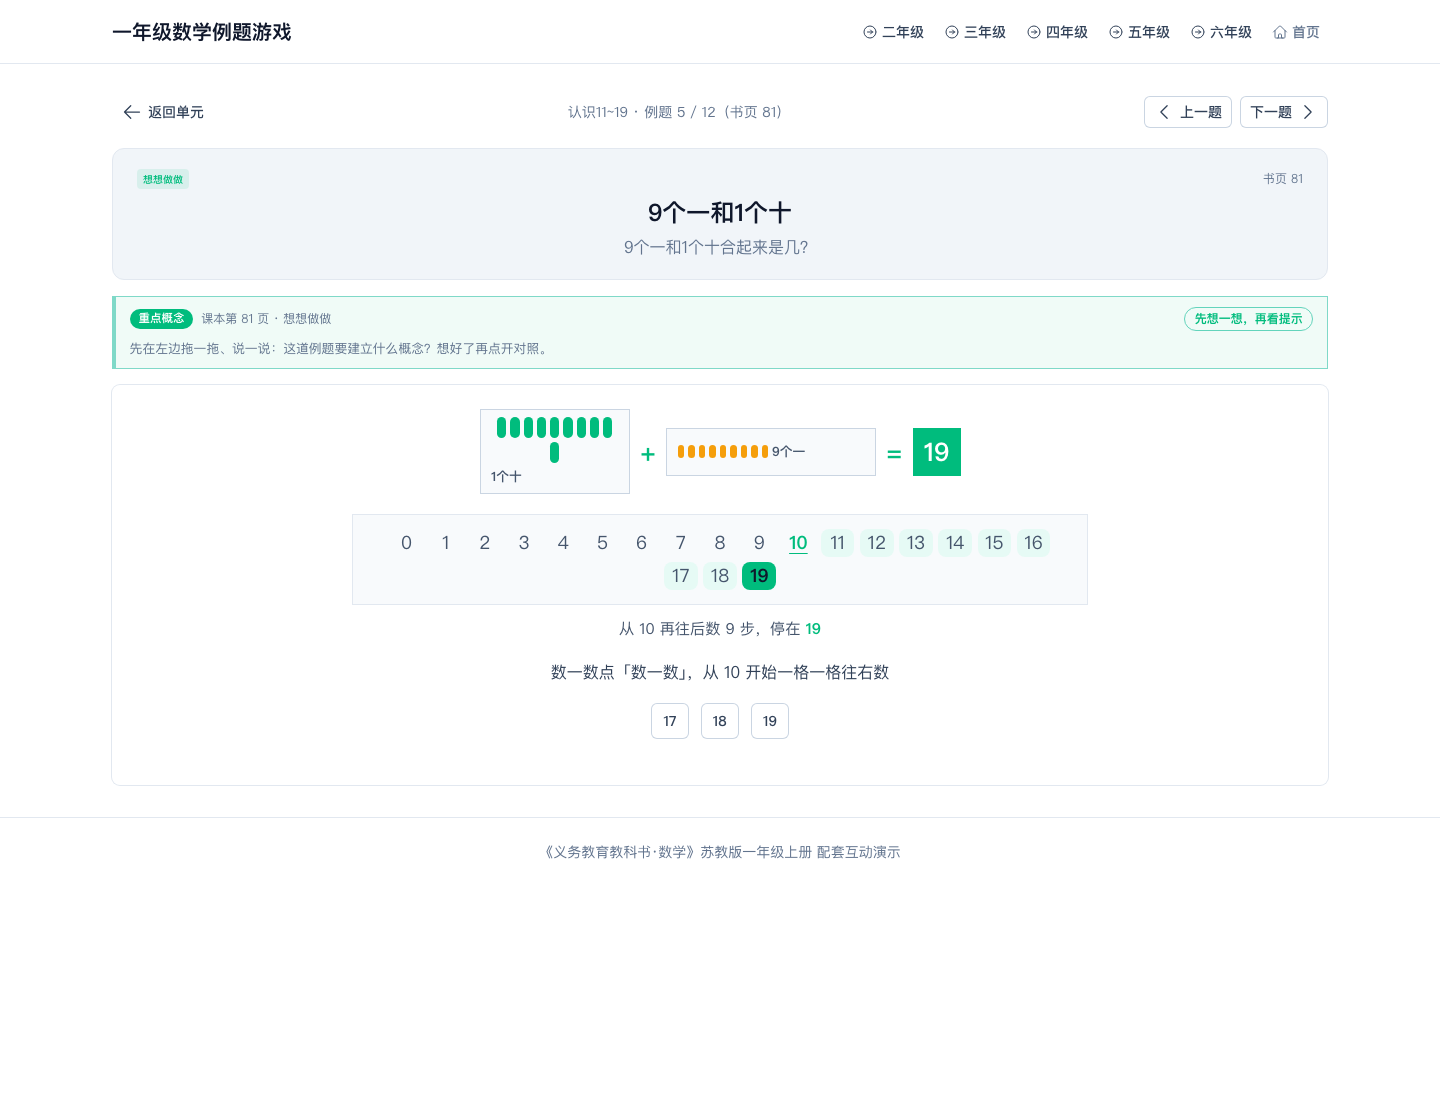 一年级数学例题游戏
二年级 三年级 四年级 五年级 六年级 首页
返回单元
认识11~19 · 例题 5 / 12（书页 81）
上一题 下一题
想想做做
书页 81
9个一和1个十
9个一和1个十合起来是几？
重点概念 课本第 81 页 · 想想做做
先想一想，再看提示
先在左边拖一拖、说一说：这道例题要建立什么概念？想好了再点开对照。
1个十
+
9个一
=
19
0 1 2 3 4 5 6 7 8 9 10 11 12 13 14 15 16
17 18 19
从 10 再往后数 9 步，停在 19
数一数点「数一数」，从 10 开始一格一格往右数
17 18 19
《义务教育教科书·数学》苏教版一年级上册 配套互动演示